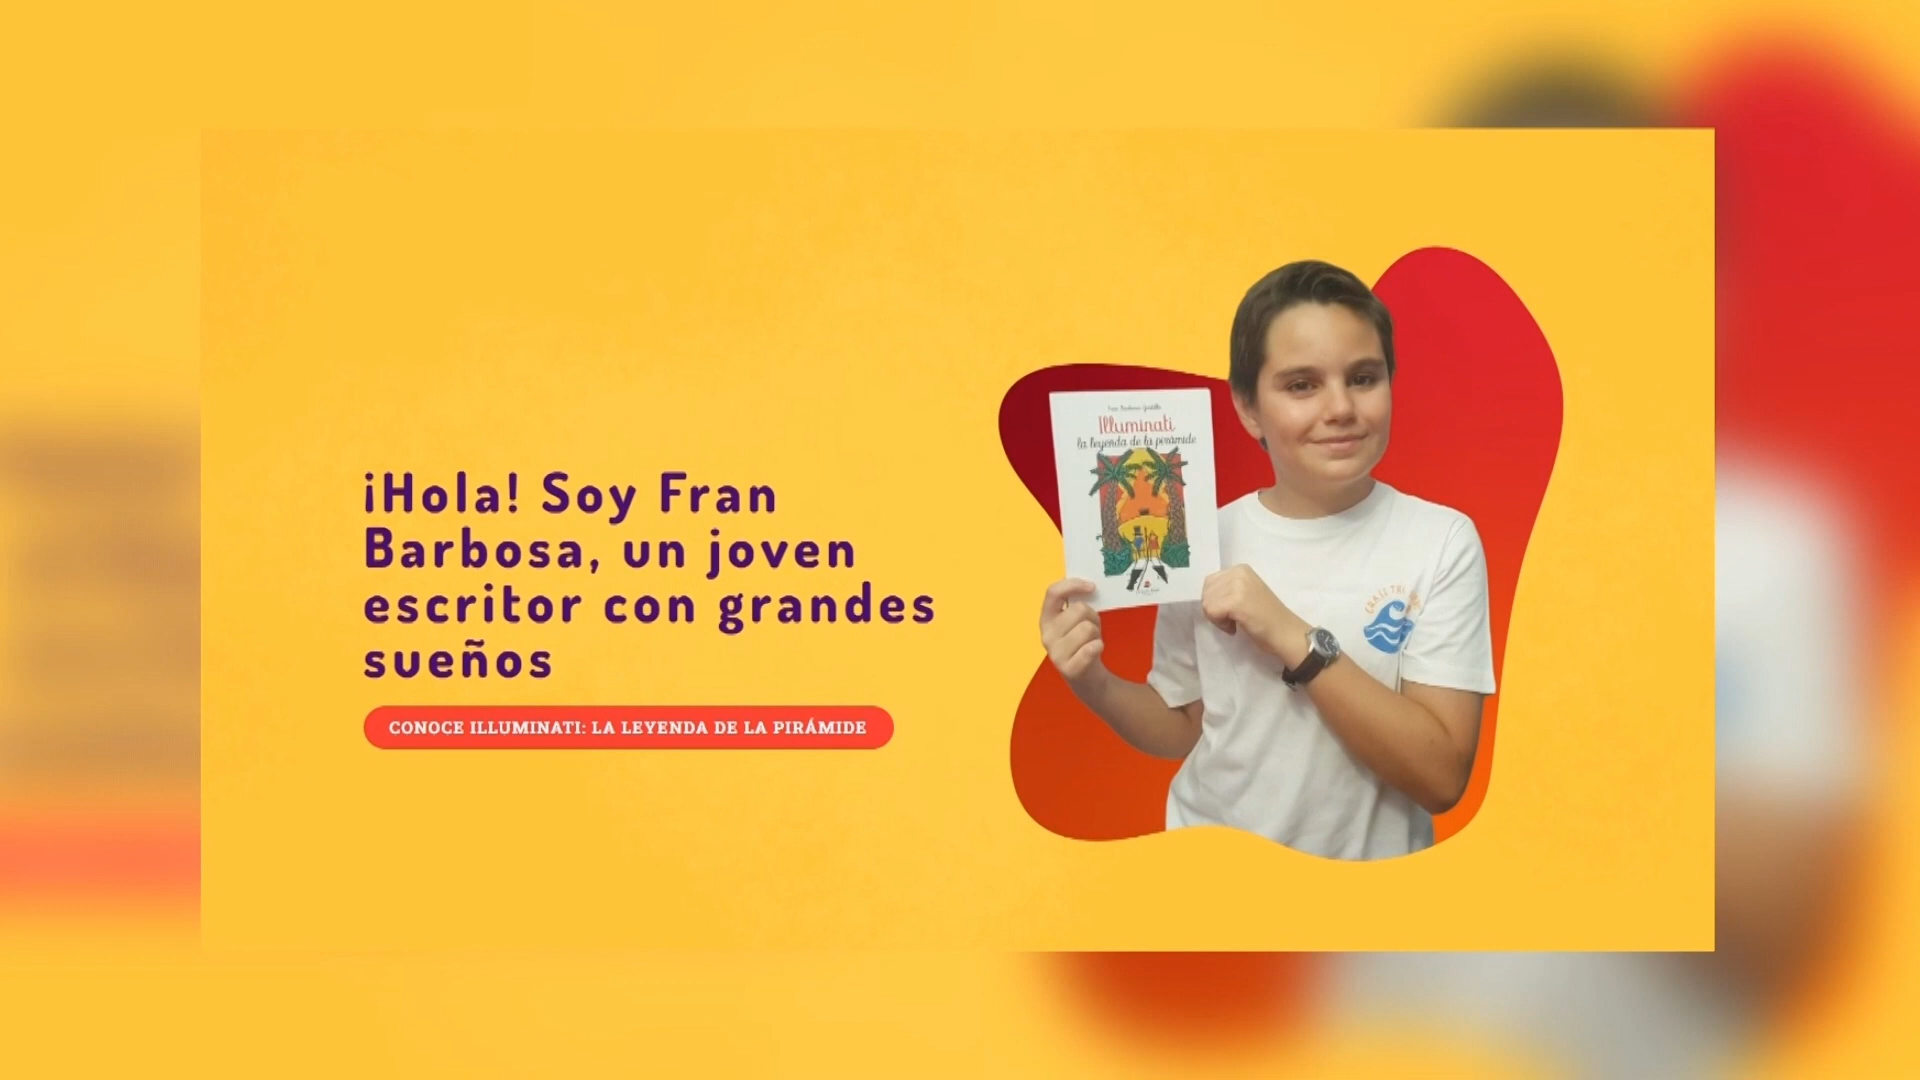 ¡Hola! Soy Fran
Barbosa, un joven
escritor con grandes
sueños
CONOCE ILLUMINATI: LA LEYENDA DE LA PIRÁMIDE
Illuminati
la leyenda de la pirámide